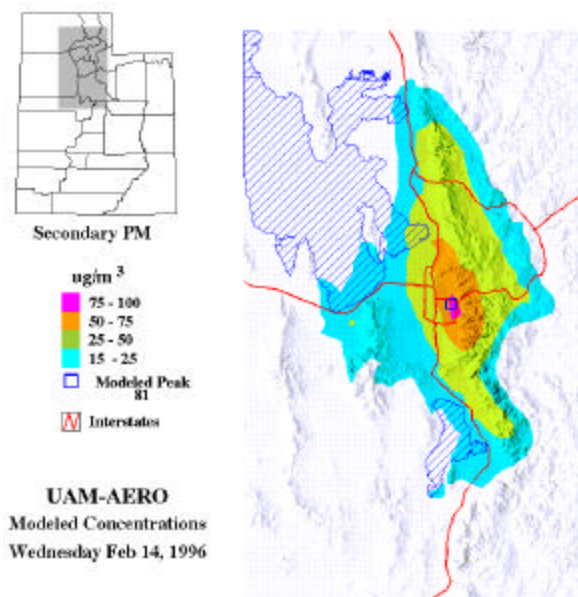 Secondary PM
ug/m 3
75 - 100
50 - 75
25 - 50
15 - 25
Modeled Peak
81
Interstates
UAM-AERO
Modeled Concentrations
Wednesday Feb 14, 1996